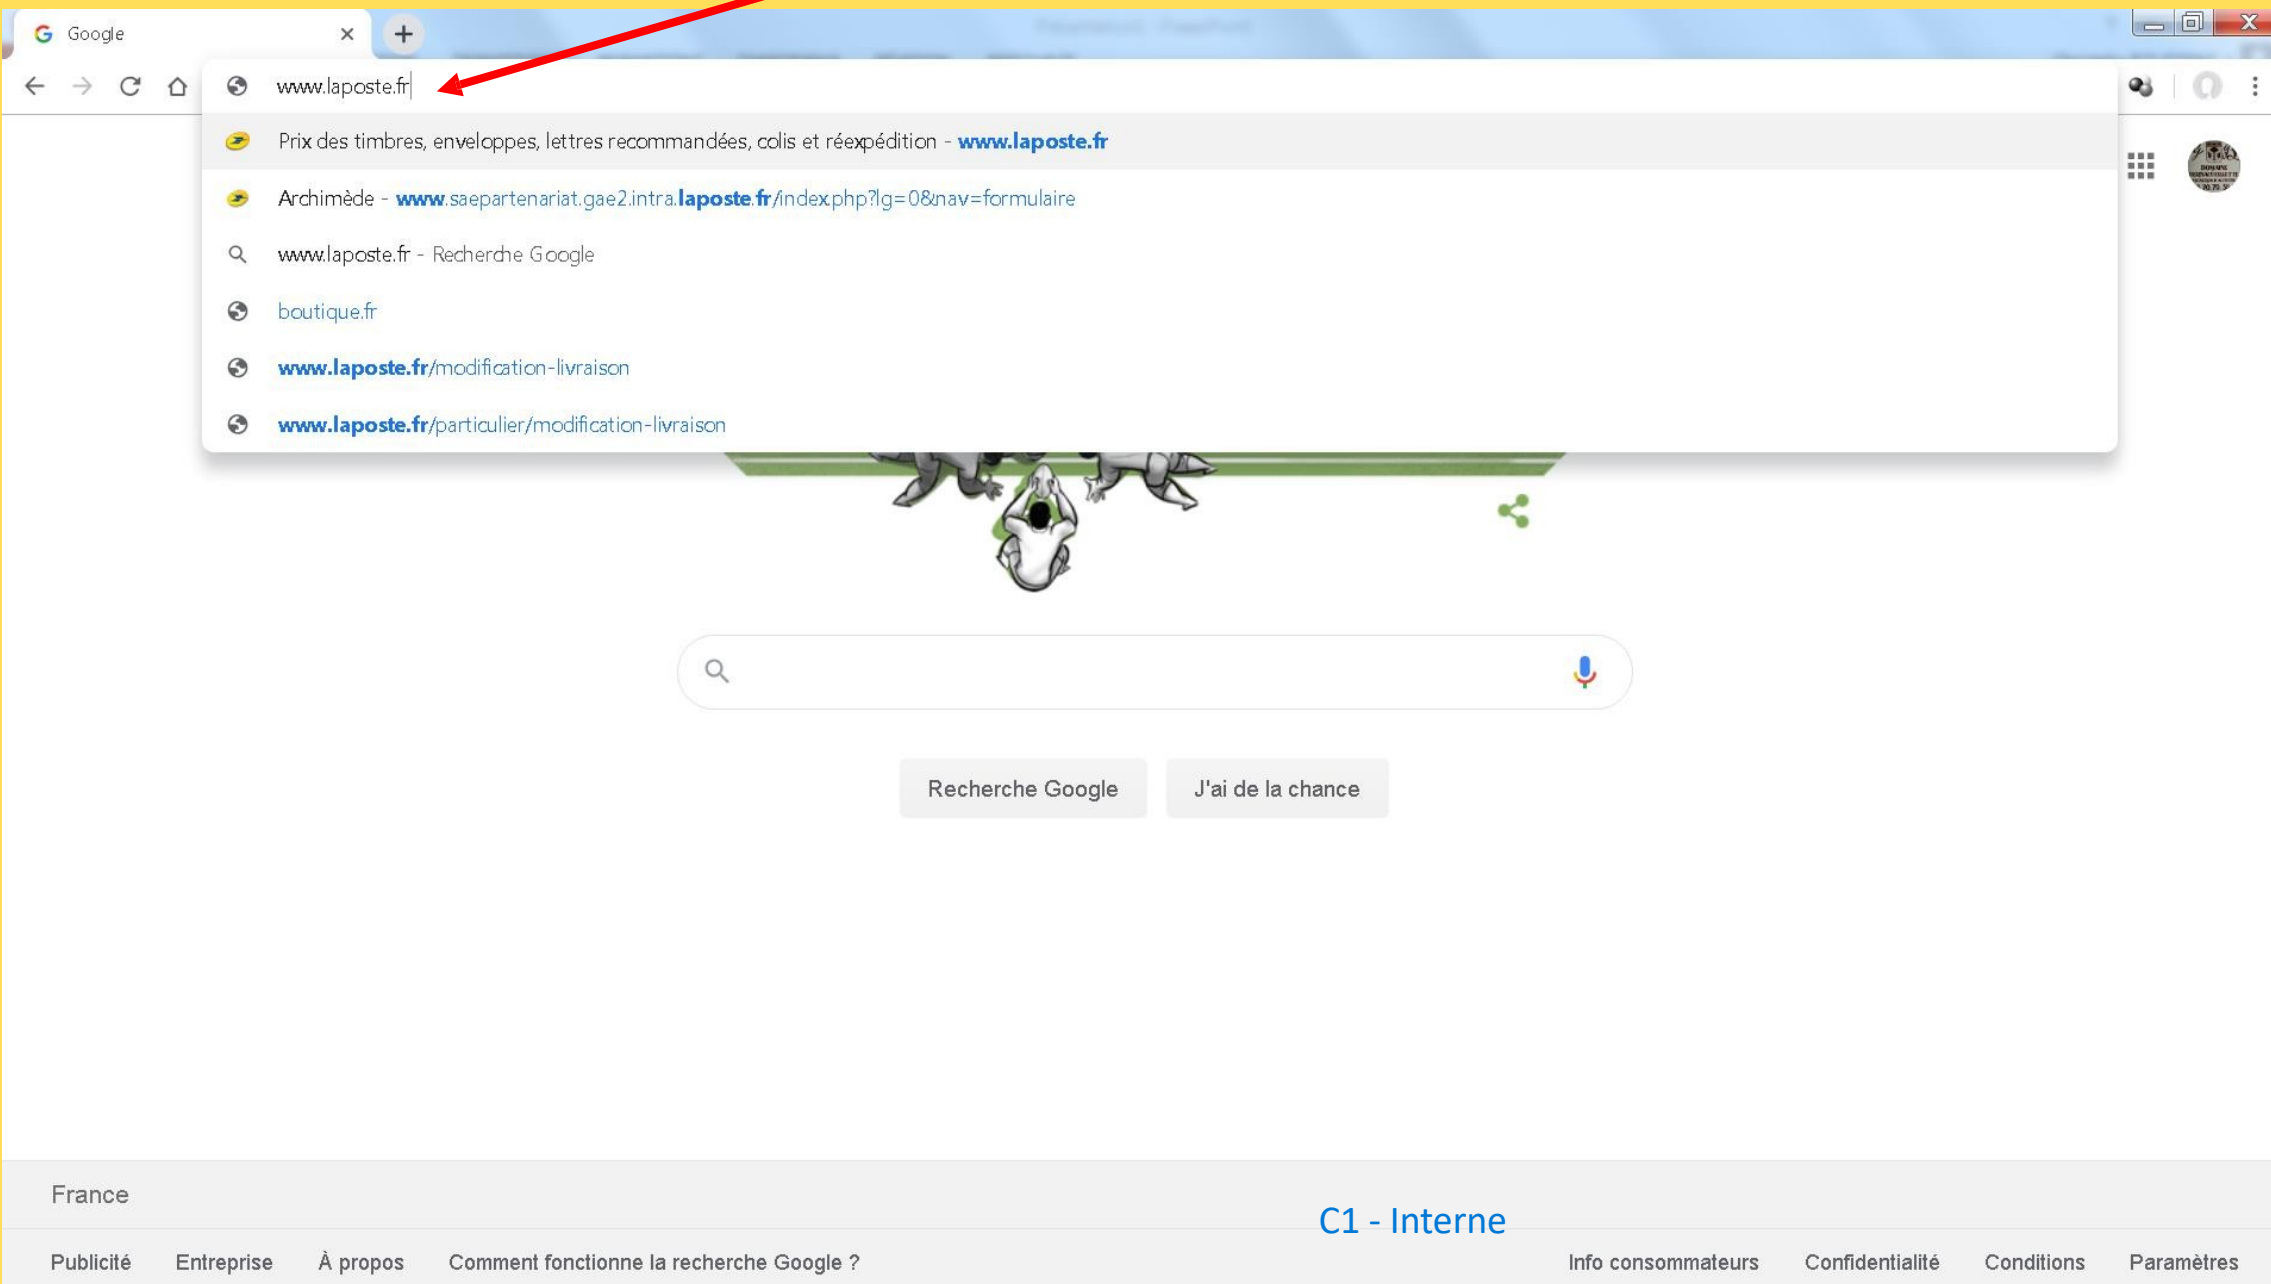 Google
www.laposte.fr
Prix des timbres, enveloppes, lettres recommandées, colis et réexpédition - www.laposte.fr
Archimède - www.saepartenariat.gae2.intra.laposte.fr/index.php?lg=0&nav=formulaire
www.laposte.fr - Recherche Google
boutique.fr
www.laposte.fr/modification-livraison
www.laposte.fr/particulier/modification-livraison
Recherche Google J'ai de la chance
France
C1 - Interne
Publicité Entreprise À propos Comment fonctionne la recherche Google ? Info consommateurs Confidentialité Conditions Paramètres